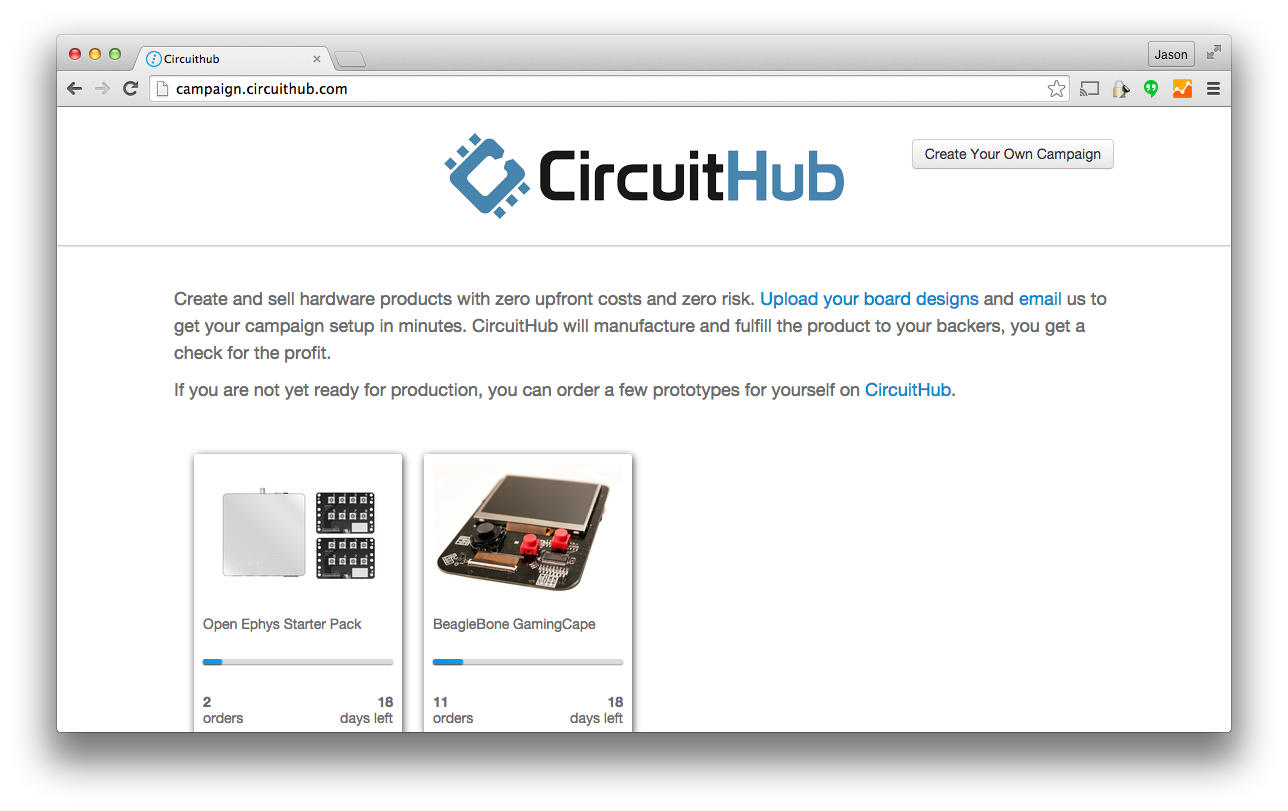 Circuithub
Jason
campaign.circuithub.com
CircuitHub
Create Your Own Campaign
Create and sell hardware products with zero upfront costs and zero risk. Upload your board designs and email us to
get your campaign setup in minutes. CircuitHub will manufacture and fulfill the product to your backers, you get a
check for the profit.
If you are not yet ready for production, you can order a few prototypes for yourself on CircuitHub.
Open Ephys Starter Pack
2
18
orders
days left
BeagleBone GamingCape
11
18
orders
days left